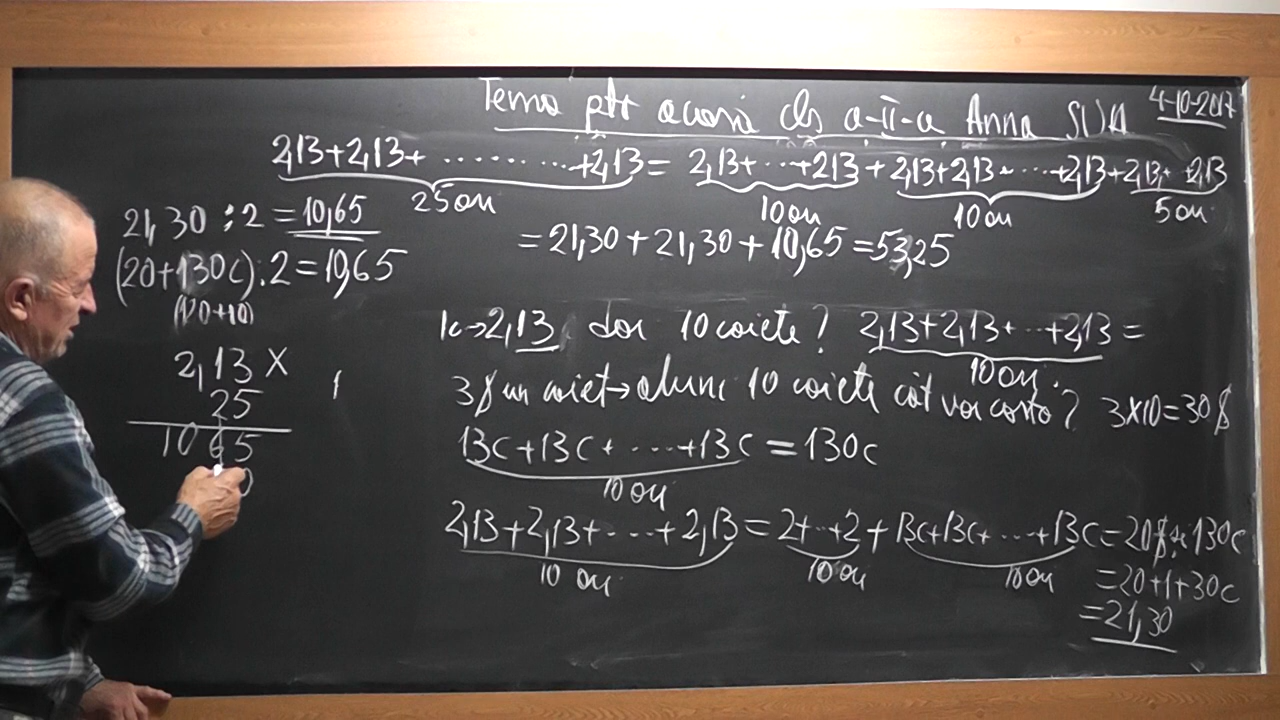 Tema ptr acasă cls a-II-a Anna SUA 4-10-2017
2,13+2,13+.........+2,13= 2,13+...+2,13 + 2,13+2,13+...+2,13+2,13+ +2,13
25 ori 10 ori 10 ori 5 ori
=21,30+21,30+10,65=53,25
21,30 : 2 = 10,65
(20+130c):2=10,65
(120+10)
2,13 X
25
1065
0
1c→2,13 dar 10 caiete? 2,13+2,13+...+2,13=
10 ori
3$ un caiet→atunci 10 caiete cât vor costa? 3X10=30$
13c+13c+...+13c=130c
10 ori
2,13+2,13+...+2,13=2+...+2+13c+13c+...+13c=20$ 130c
10 ori 10 ori 10 ori
=20+1+30c
=21,30